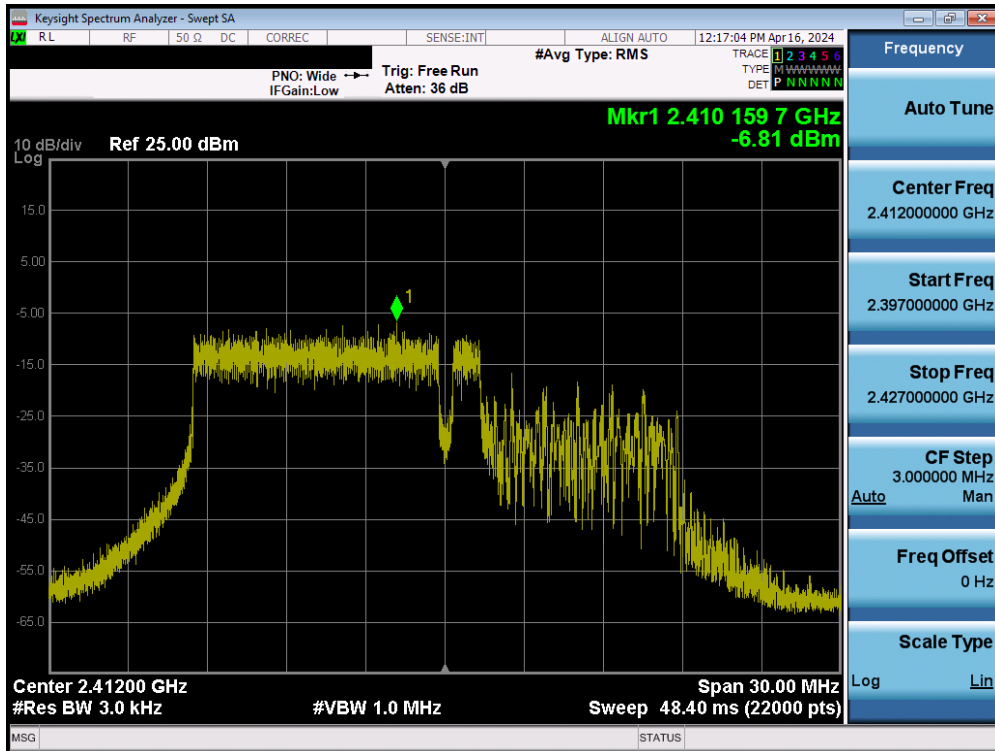 Keysight Spectrum Analyzer - Swept SA
LXI RL RF 50 Ω DC CORREC SENSE:INT ALIGN AUTO 12:17:04 PM Apr 16, 2024
#Avg Type: RMS
TRACE 1 2 3 4 5 6
TYPE M W W W W W
DET P N N N N N
PNO: Wide
IFGain:Low
Trig: Free Run
Atten: 36 dB
Mkr1 2.410 159 7 GHz
-6.81 dBm
10 dB/div
Log
Ref 25.00 dBm
15.0
5.00
-5.00
-15.0
-25.0
-35.0
-45.0
-55.0
-65.0
1
Center 2.41200 GHz
Span 30.00 MHz
#Res BW 3.0 kHz
#VBW 1.0 MHz
Sweep 48.40 ms (22000 pts)
MSG
STATUS
Frequency
Auto Tune
Center Freq
2.412000000 GHz
Start Freq
2.397000000 GHz
Stop Freq
2.427000000 GHz
CF Step
3.000000 MHz
Auto Man
Freq Offset
0 Hz
Scale Type
Log Lin